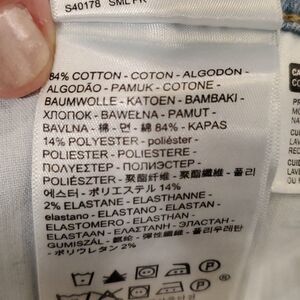 S40178 SML PK
84% COTTON - COTON - ALGODÓN -
ALGODÃO - PAMUK - COTONE -
BAUMWOLLE - KATOEN - BAMBAKI -
ХЛОПОК - BAWEŁNA - PAMUT -
BAVLNA - 棉 - 면 - 綿 84% - KAPAS
14% POLYESTER - poliéster -
POLIESTER - POLIESTERE -
ΠΟΛΥΕΣΤΕΡ - ПОЛИЭСТЕР -
POLIÉSZTER - 聚酯纤维 - 聚酯纖維 - 폴리
에스터 - ポリエステル 14%
2% ELASTANE - ELASTHANNE -
elastano - ELASTANO - ELASTAN -
ELASTOMERO - ELASTHAN -
ELASTAAN - ΕΛΑΣΤΑΝΗ - ЭЛАСТАН -
GUMISZÁL - 氨纶 - 彈性纖維 - 폴리우레탄
- ポリウレタン 2%
P